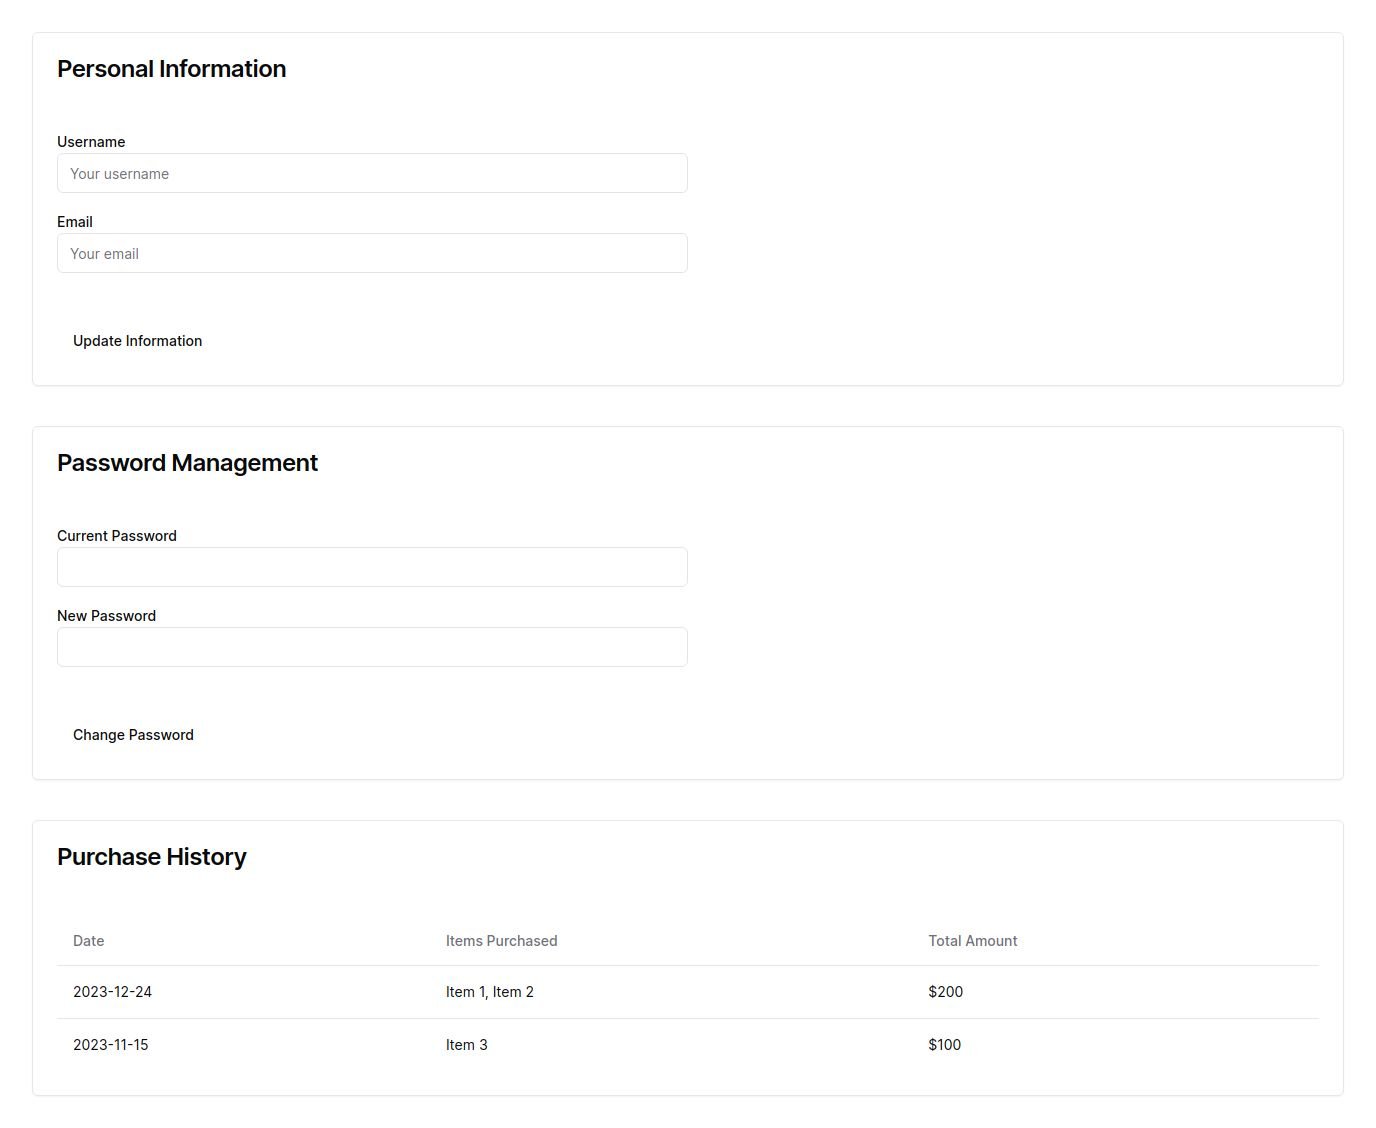 Personal Information
Username
Your username
Email
Your email
Update Information
Password Management
Current Password
New Password
Change Password
Purchase History
Date Items Purchased Total Amount
2023-12-24 Item 1, Item 2 $200
2023-11-15 Item 3 $100